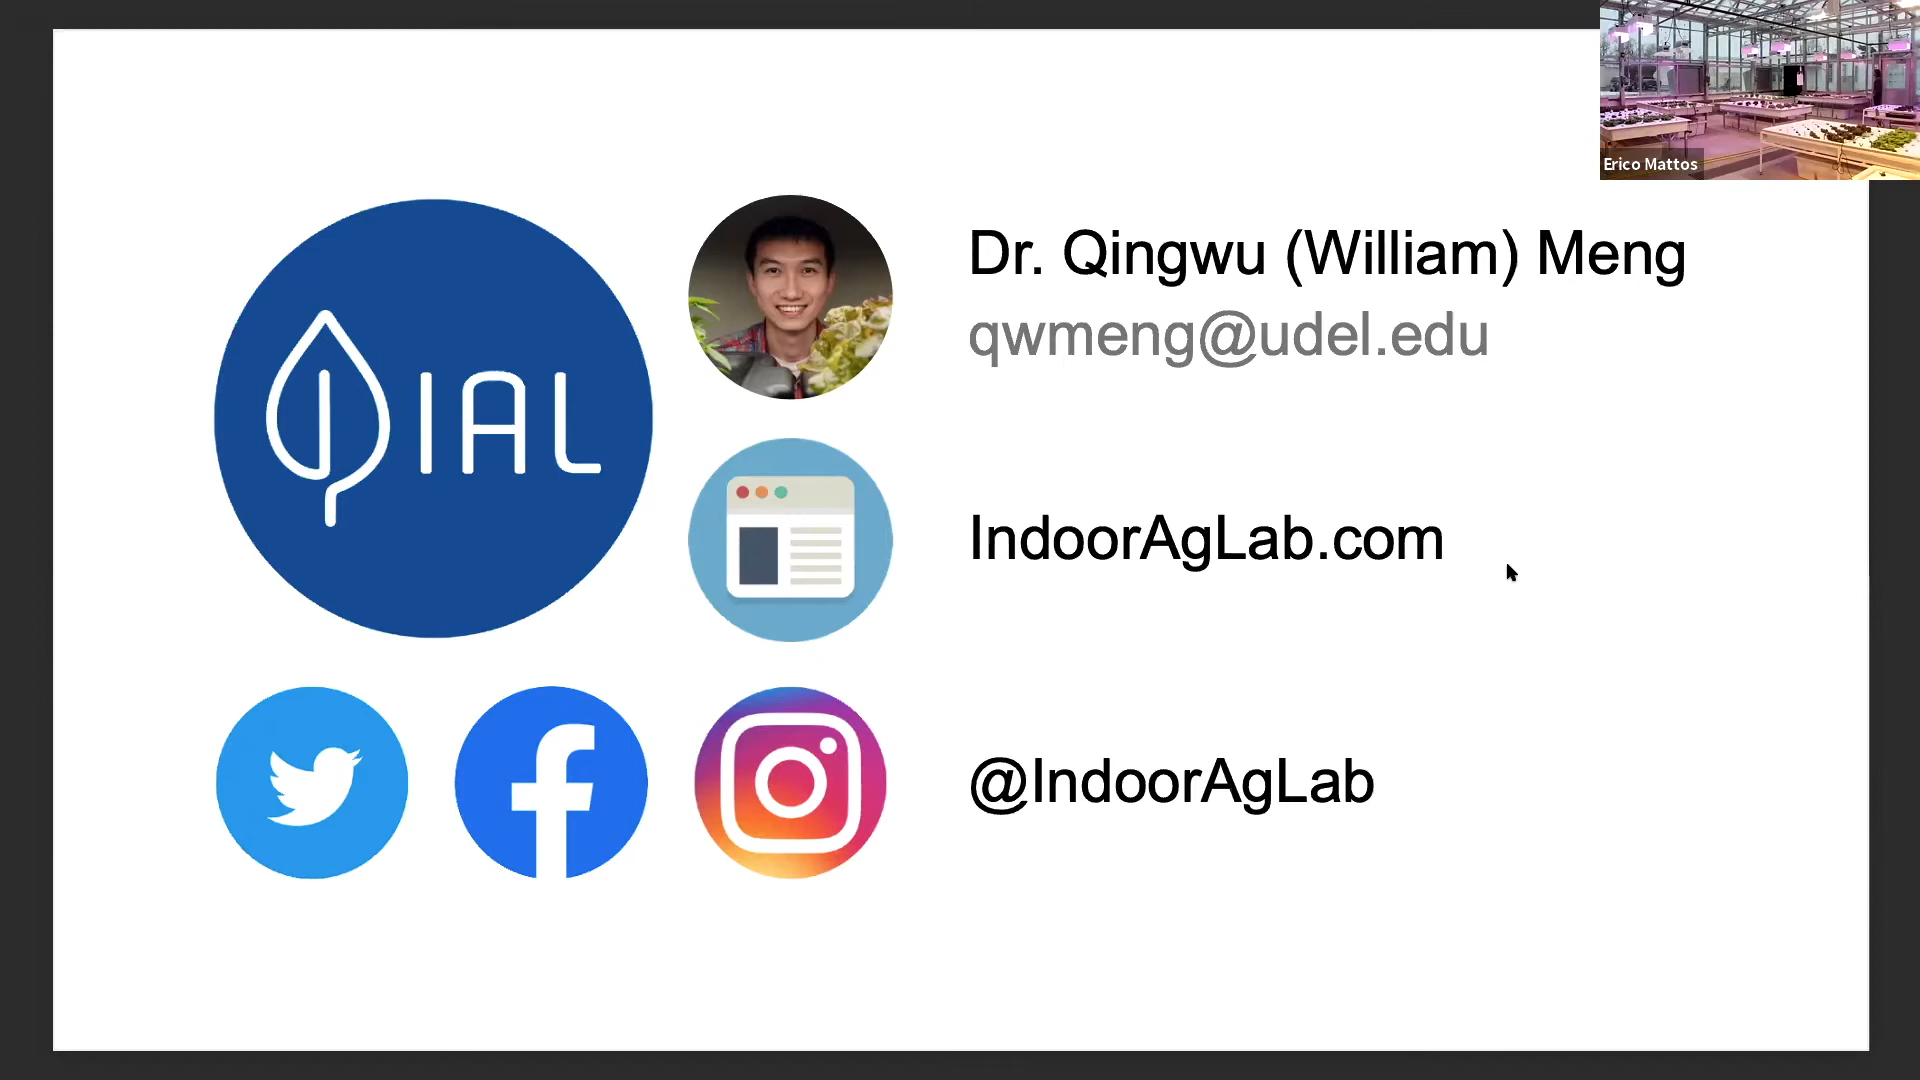 Erico Mattos
Dr. Qingwu (William) Meng
qwmeng@udel.edu
IAL
IndoorAgLab.com
@IndoorAgLab